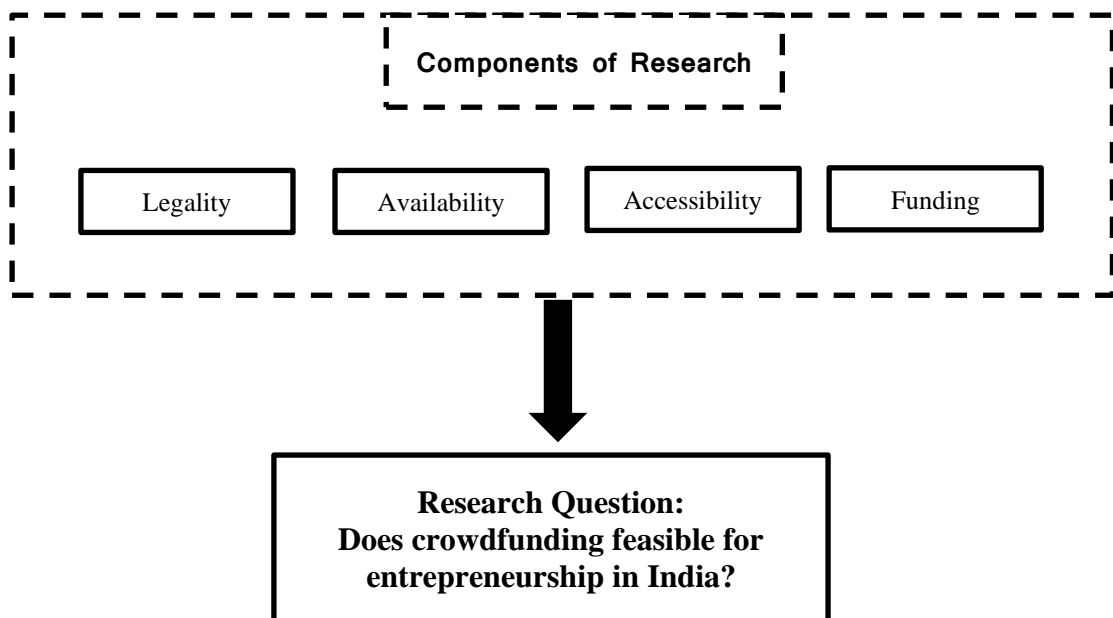 Components of Research
Legality
Availability
Accessibility
Funding
Research Question:
Does crowdfunding feasible for
entrepreneurship in India?